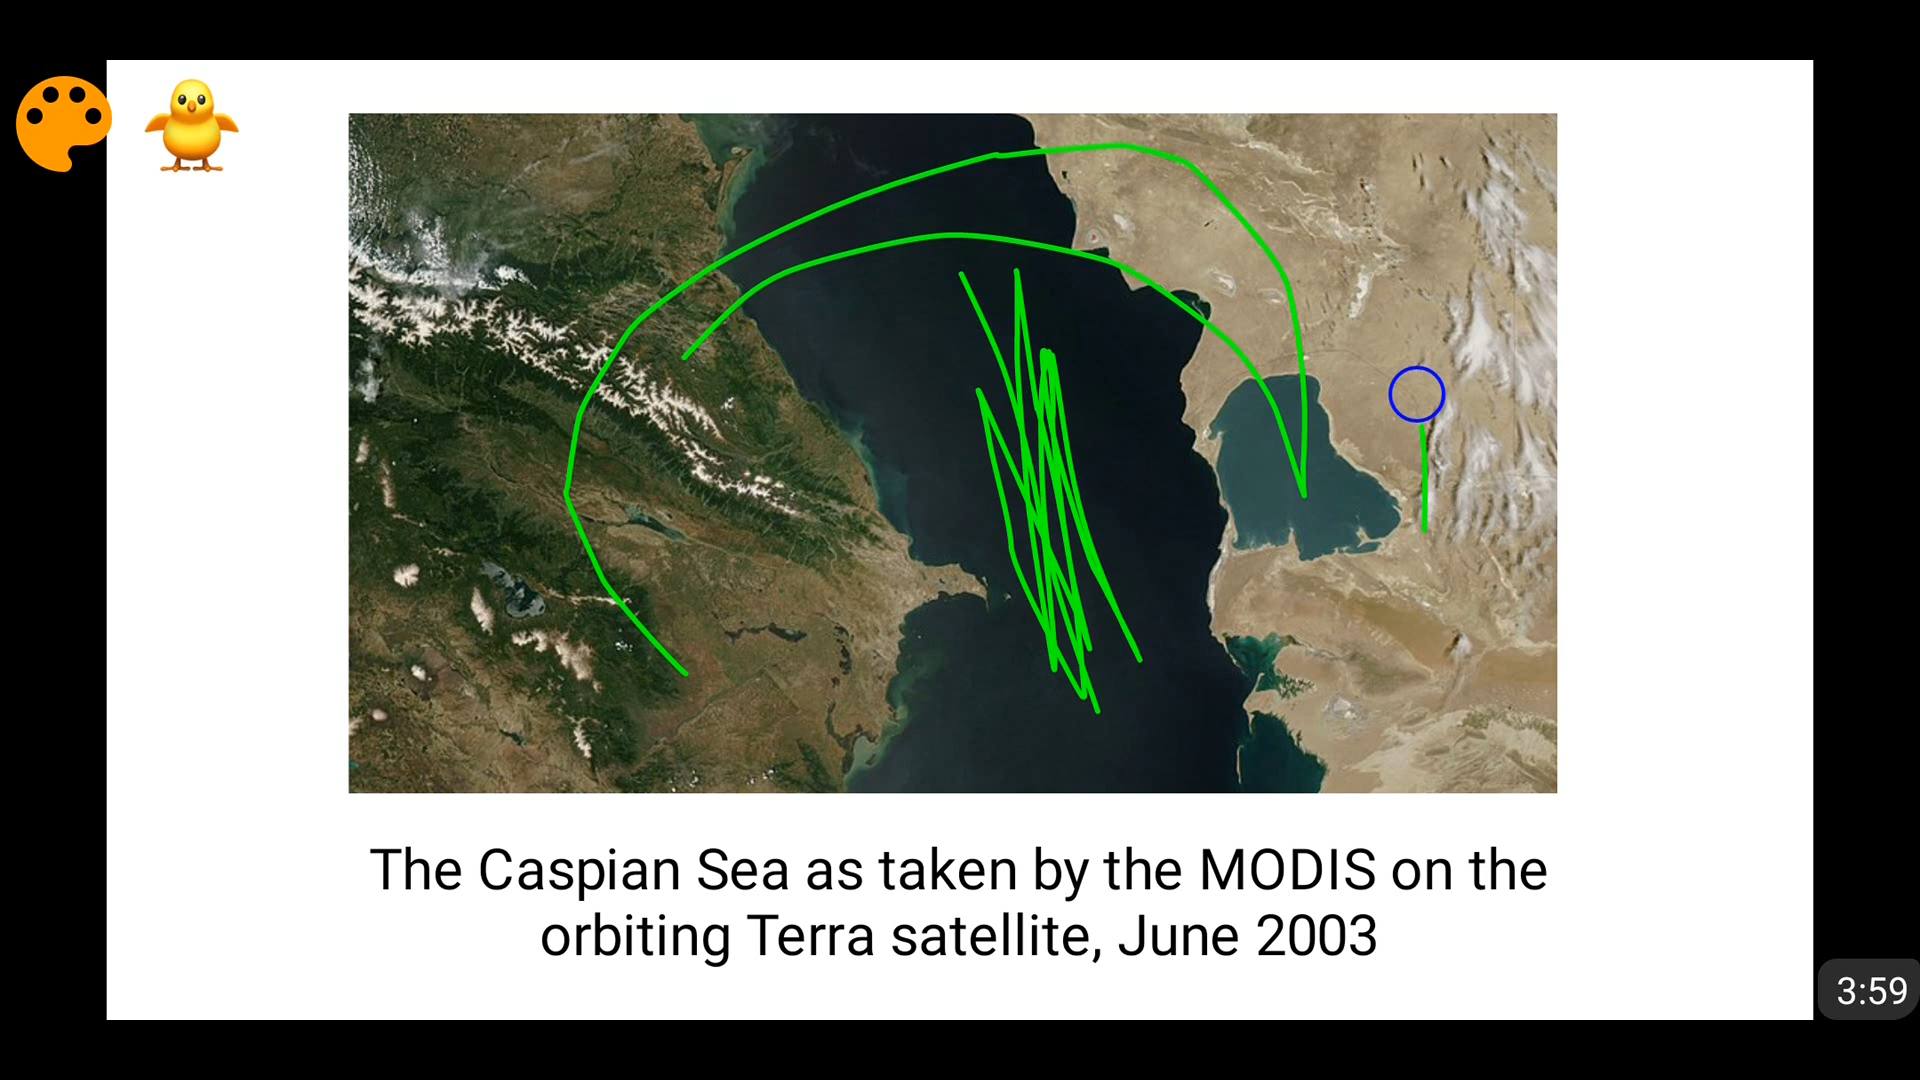 The Caspian Sea as taken by the MODIS on the
orbiting Terra satellite, June 2003
3:59